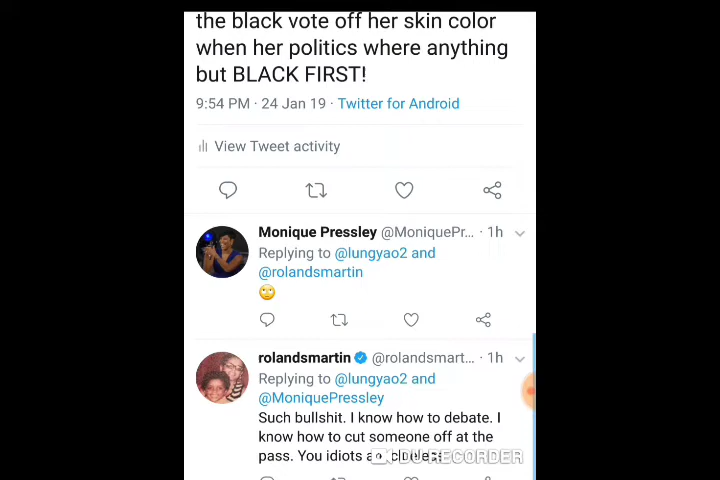 the black vote off her skin color
when her politics where anything
but BLACK FIRST!
9:54 PM · 24 Jan 19 · Twitter for Android
View Tweet activity
Monique Pressley @MoniquePr... · 1h
Replying to @lungyao2 and
@rolandsmartin
rolandsmartin @rolandsmart... · 1h
Replying to @lungyao2 and
@MoniquePressley
Such bullshit. I know how to debate. I
know how to cut someone off at the
pass. You idiots are clueless.
DU RECORDER